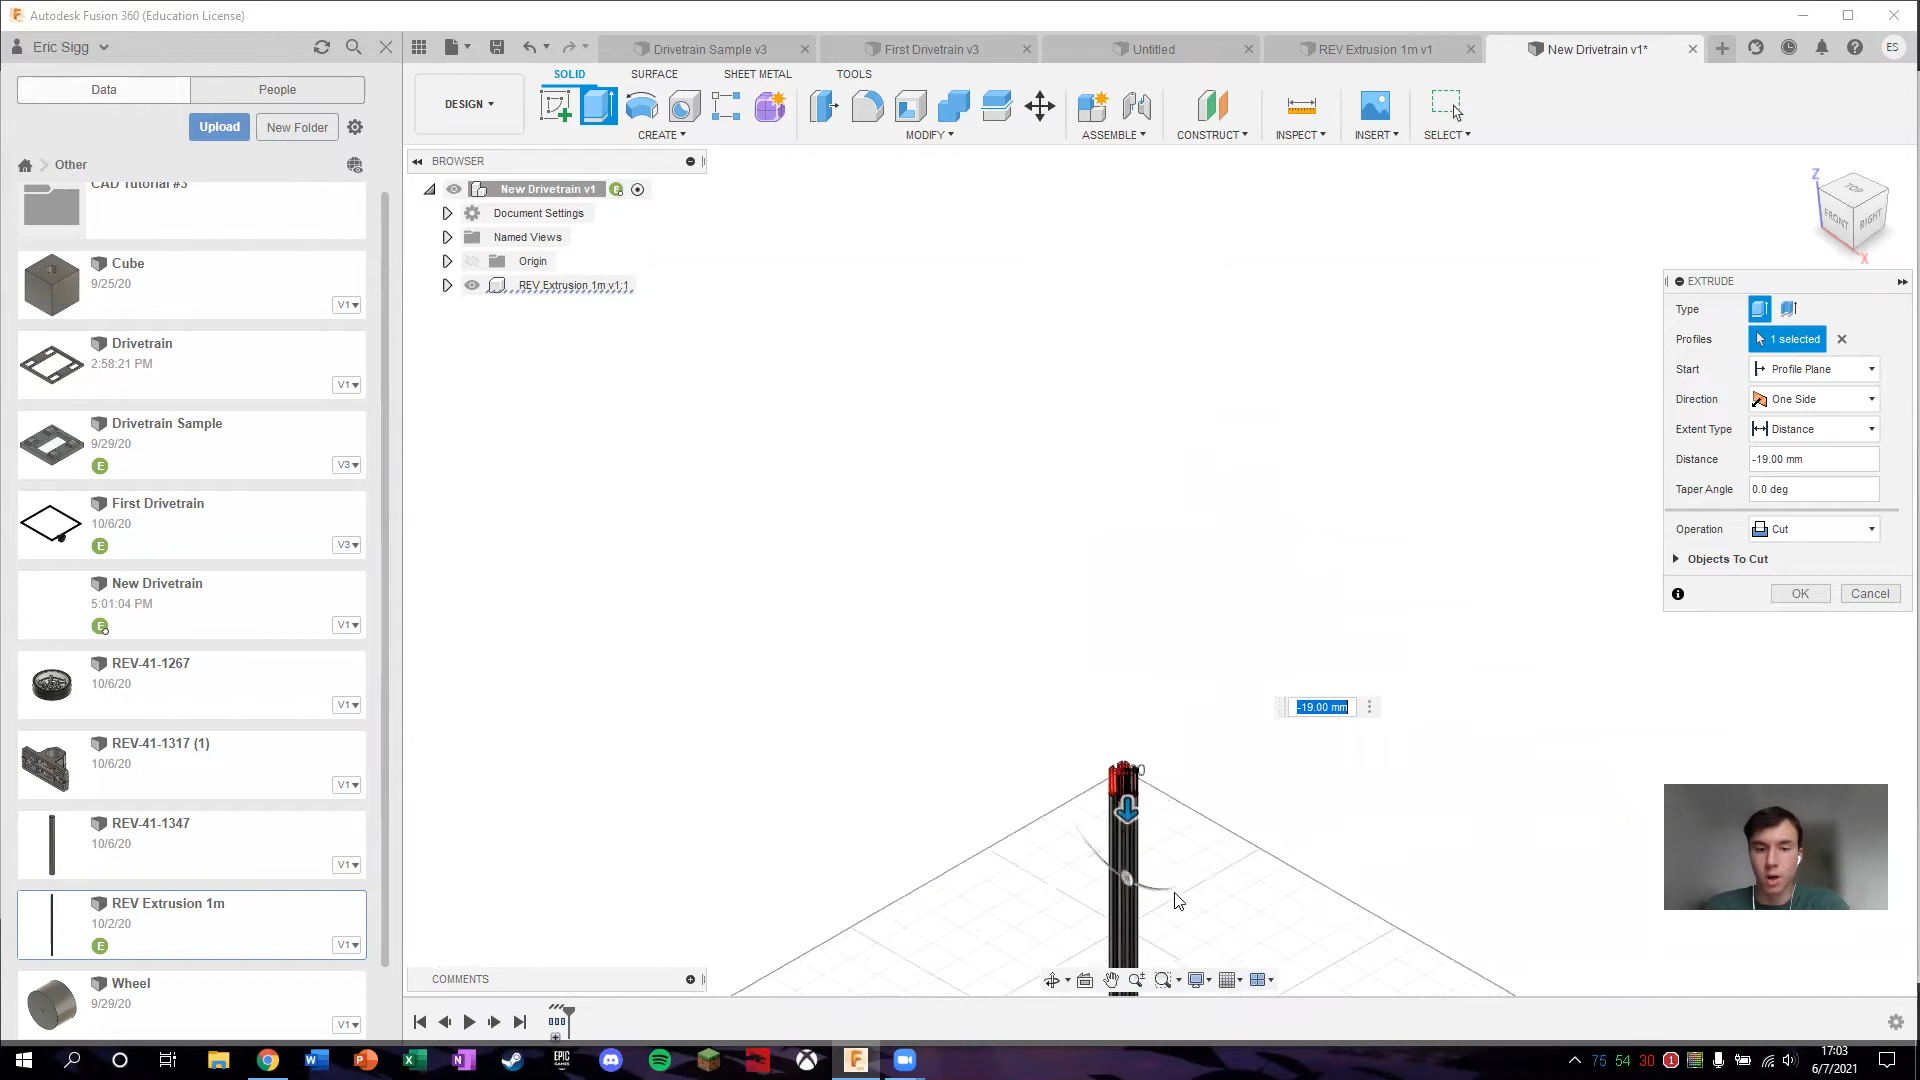 Autodesk Fusion 360 (Education License)
Eric Sigg
Drivetrain Sample v3
First Drivetrain v3
Untitled
REV Extrusion 1m v1
New Drivetrain v1*
ES
Data
People
Upload
New Folder
Other
DESIGN
SOLID
SURFACE
SHEET METAL
TOOLS
CREATE
MODIFY
ASSEMBLE
CONSTRUCT
INSPECT
INSERT
SELECT
BROWSER
New Drivetrain v1
E
Document Settings
Named Views
Origin
REV Extrusion 1m v1:1
CAD Tutorial #3
Cube
9/25/20
V1
Drivetrain
2:58:21 PM
V1
Drivetrain Sample
9/29/20
E
V3
First Drivetrain
10/6/20
E
V3
New Drivetrain
5:01:04 PM
E
V1
REV-41-1267
10/6/20
V1
REV-41-1317 (1)
10/6/20
V1
REV-41-1347
10/6/20
V1
REV Extrusion 1m
10/2/20
E
V1
Wheel
9/29/20
V1
Z
TOP
FRONT
RIGHT
X
EXTRUDE
Type
Profiles
1 selected
Start
Profile Plane
Direction
One Side
Extent Type
Distance
Distance
-19.00 mm
Taper Angle
0.0 deg
Operation
Cut
Objects To Cut
OK
Cancel
-19.00 mm
COMMENTS
EPIC
GAMES
75
54
30
1
17:03
6/7/2021